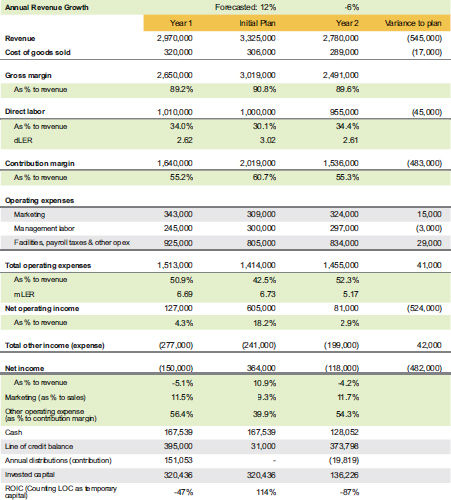 Annual Revenue Growth Forecasted: 12% -6%
Year 1 Initial Plan Year 2 Variance to plan
Revenue 2,970,000 3,325,000 2,780,000 (545,000)
Cost of goods sold 320,000 306,000 289,000 (17,000)
Gross margin 2,650,000 3,019,000 2,491,000
As % to revenue 89.2% 90.8% 89.6%
Direct labor 1,010,000 1,000,000 955,000 (45,000)
As % to revenue 34.0% 30.1% 34.4%
dLER 2.62 3.02 2.61
Contribution margin 1,640,000 2,019,000 1,536,000 (483,000)
As % to revenue 55.2% 60.7% 55.3%
Operating expenses
Marketing 343,000 309,000 324,000 15,000
Management labor 245,000 300,000 297,000 (3,000)
Facilities, payroll taxes & other opex 925,000 805,000 834,000 29,000
Total operating expenses 1,513,000 1,414,000 1,455,000 41,000
As % to revenue 50.9% 42.5% 52.3%
mLER 6.69 6.73 5.17
Net operating income 127,000 605,000 81,000 (524,000)
As % to revenue 4.3% 18.2% 2.9%
Total other income (expense) (277,000) (241,000) (199,000) 42,000
Net income (150,000) 364,000 (118,000) (482,000)
As % to revenue -5.1% 10.9% -4.2%
Marketing (as % to sales) 11.5% 9.3% 11.7%
Other operating expense
(as % to contribution margin) 56.4% 39.9% 54.3%
Cash 167,539 167,539 128,052
Line of credit balance 395,000 31,000 373,798
Annual distributions (contribution) 151,053 - (19,819)
Invested capital 320,436 320,436 136,226
ROIC (Counting LOC as temporary
capital) -47% 114% -87%